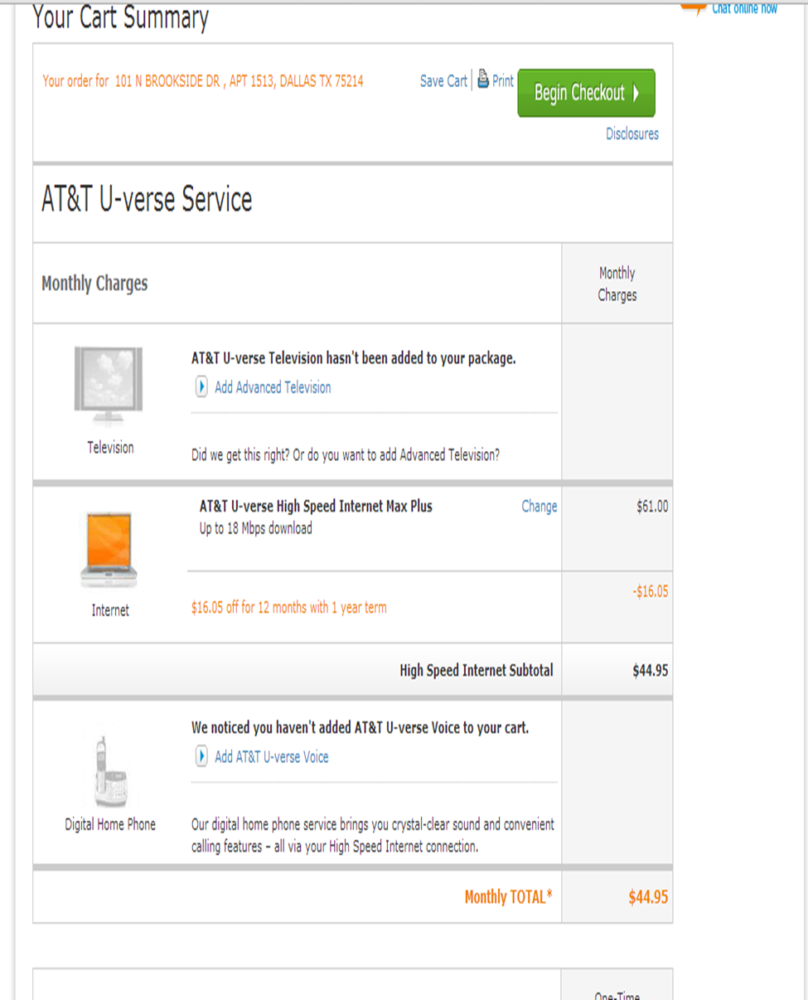 Chat online now
Your Cart Summary
Your order for 101 N BROOKSIDE DR , APT 1513, DALLAS TX 75214
Save Cart
Print
Begin Checkout
Disclosures
AT&T U-verse Service
Monthly Charges
Monthly
Charges
AT&T U-verse Television hasn't been added to your package.
Add Advanced Television
Television
Did we get this right? Or do you want to add Advanced Television?
AT&T U-verse High Speed Internet Max Plus
Change
$61.00
Up to 18 Mbps download
-$16.05
$16.05 off for 12 months with 1 year term
Internet
High Speed Internet Subtotal
$44.95
We noticed you haven't added AT&T U-verse Voice to your cart.
Add AT&T U-verse Voice
Digital Home Phone
Our digital home phone service brings you crystal-clear sound and convenient
calling features – all via your High Speed Internet connection.
Monthly TOTAL*
$44.95
One-Time